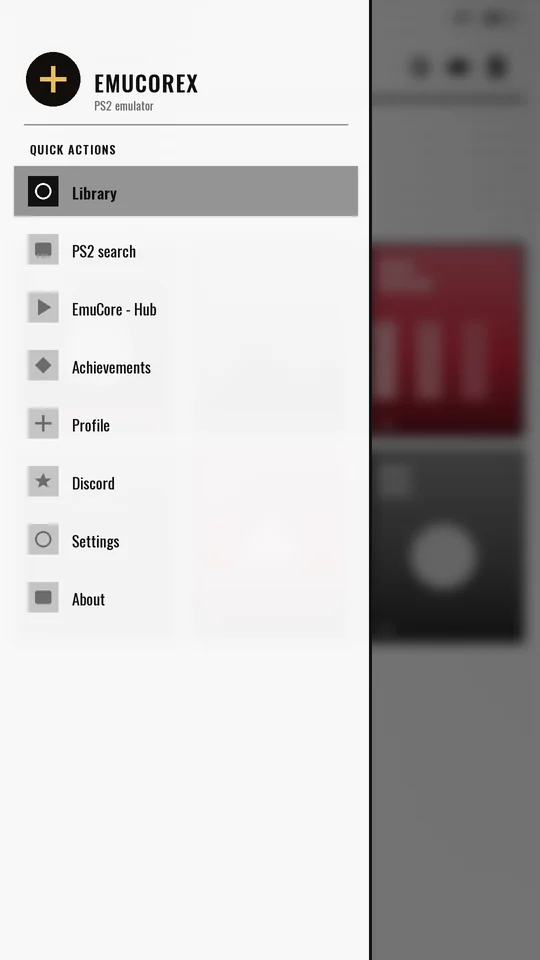 EMUCOREX
PS2 emulator
QUICK ACTIONS
Library
PS2 search
EmuCore - Hub
Achievements
Profile
Discord
Settings
About